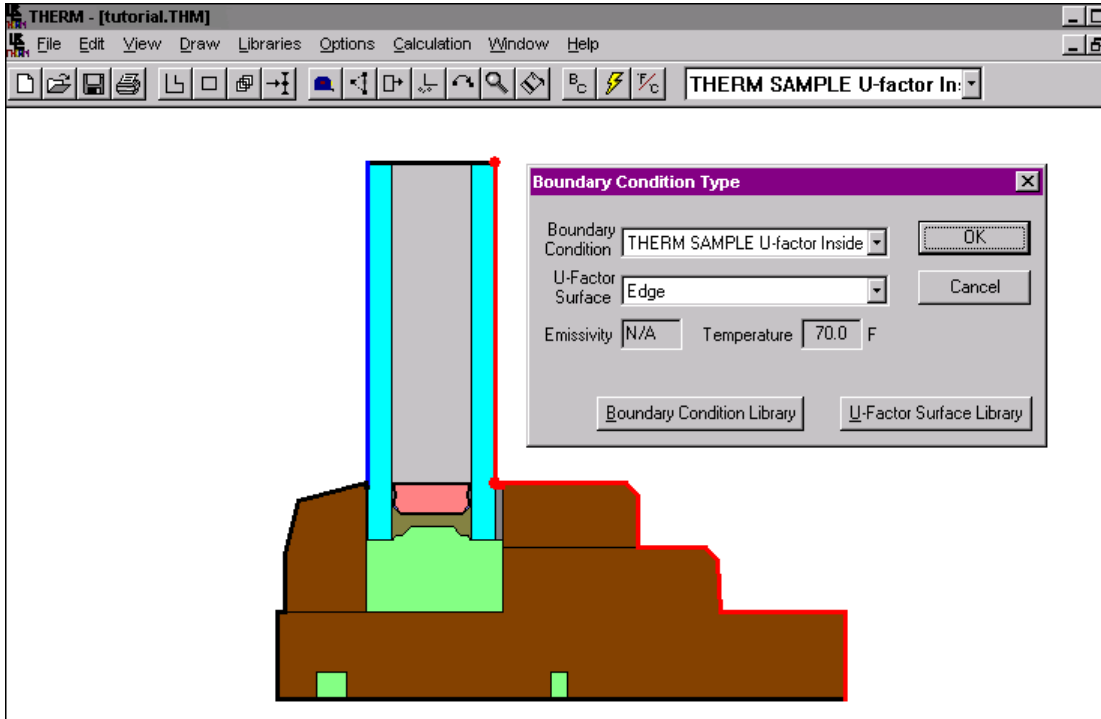 THERM - [tutorial.THM]
File Edit View Draw Libraries Options Calculation Window Help
BC F/C THERM SAMPLE U-factor In
Boundary Condition Type
Boundary Condition THERM SAMPLE U-factor Inside OK
U-Factor Surface Edge Cancel
Emissivity N/A Temperature 70.0 F
Boundary Condition Library U-Factor Surface Library